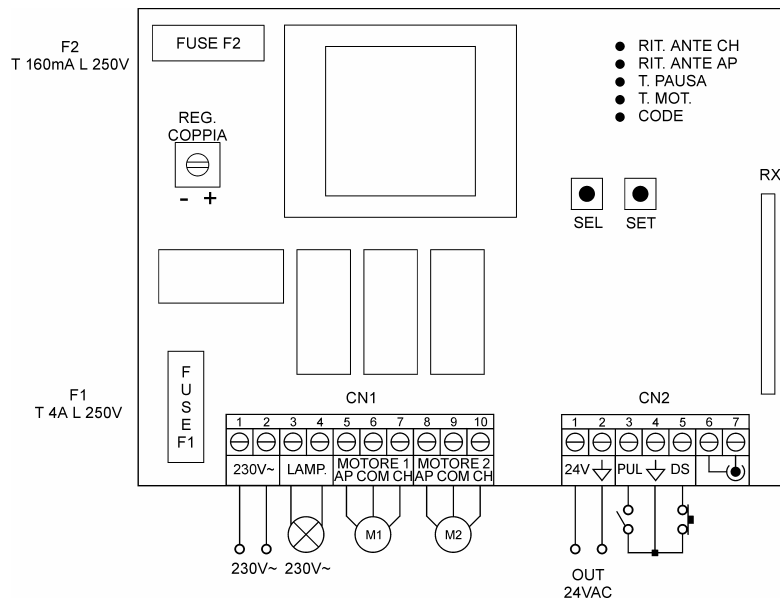 F2
T 160mA L 250V
FUSE F2
RIT. ANTE CH
RIT. ANTE AP
T. PAUSA
T. MOT.
CODE
REG.
COPPIA
- +
SEL SET
RX
F1
T 4A L 250V
FUSE F1
CN1
1 2 3 4 5 6 7 8 9 10
230V~ LAMP. MOTORE 1 MOTORE 2
AP COM CH AP COM CH
M1 M2
230V~ 230V~
CN2
1 2 3 4 5 6 7
24V PUL DS
OUT
24VAC